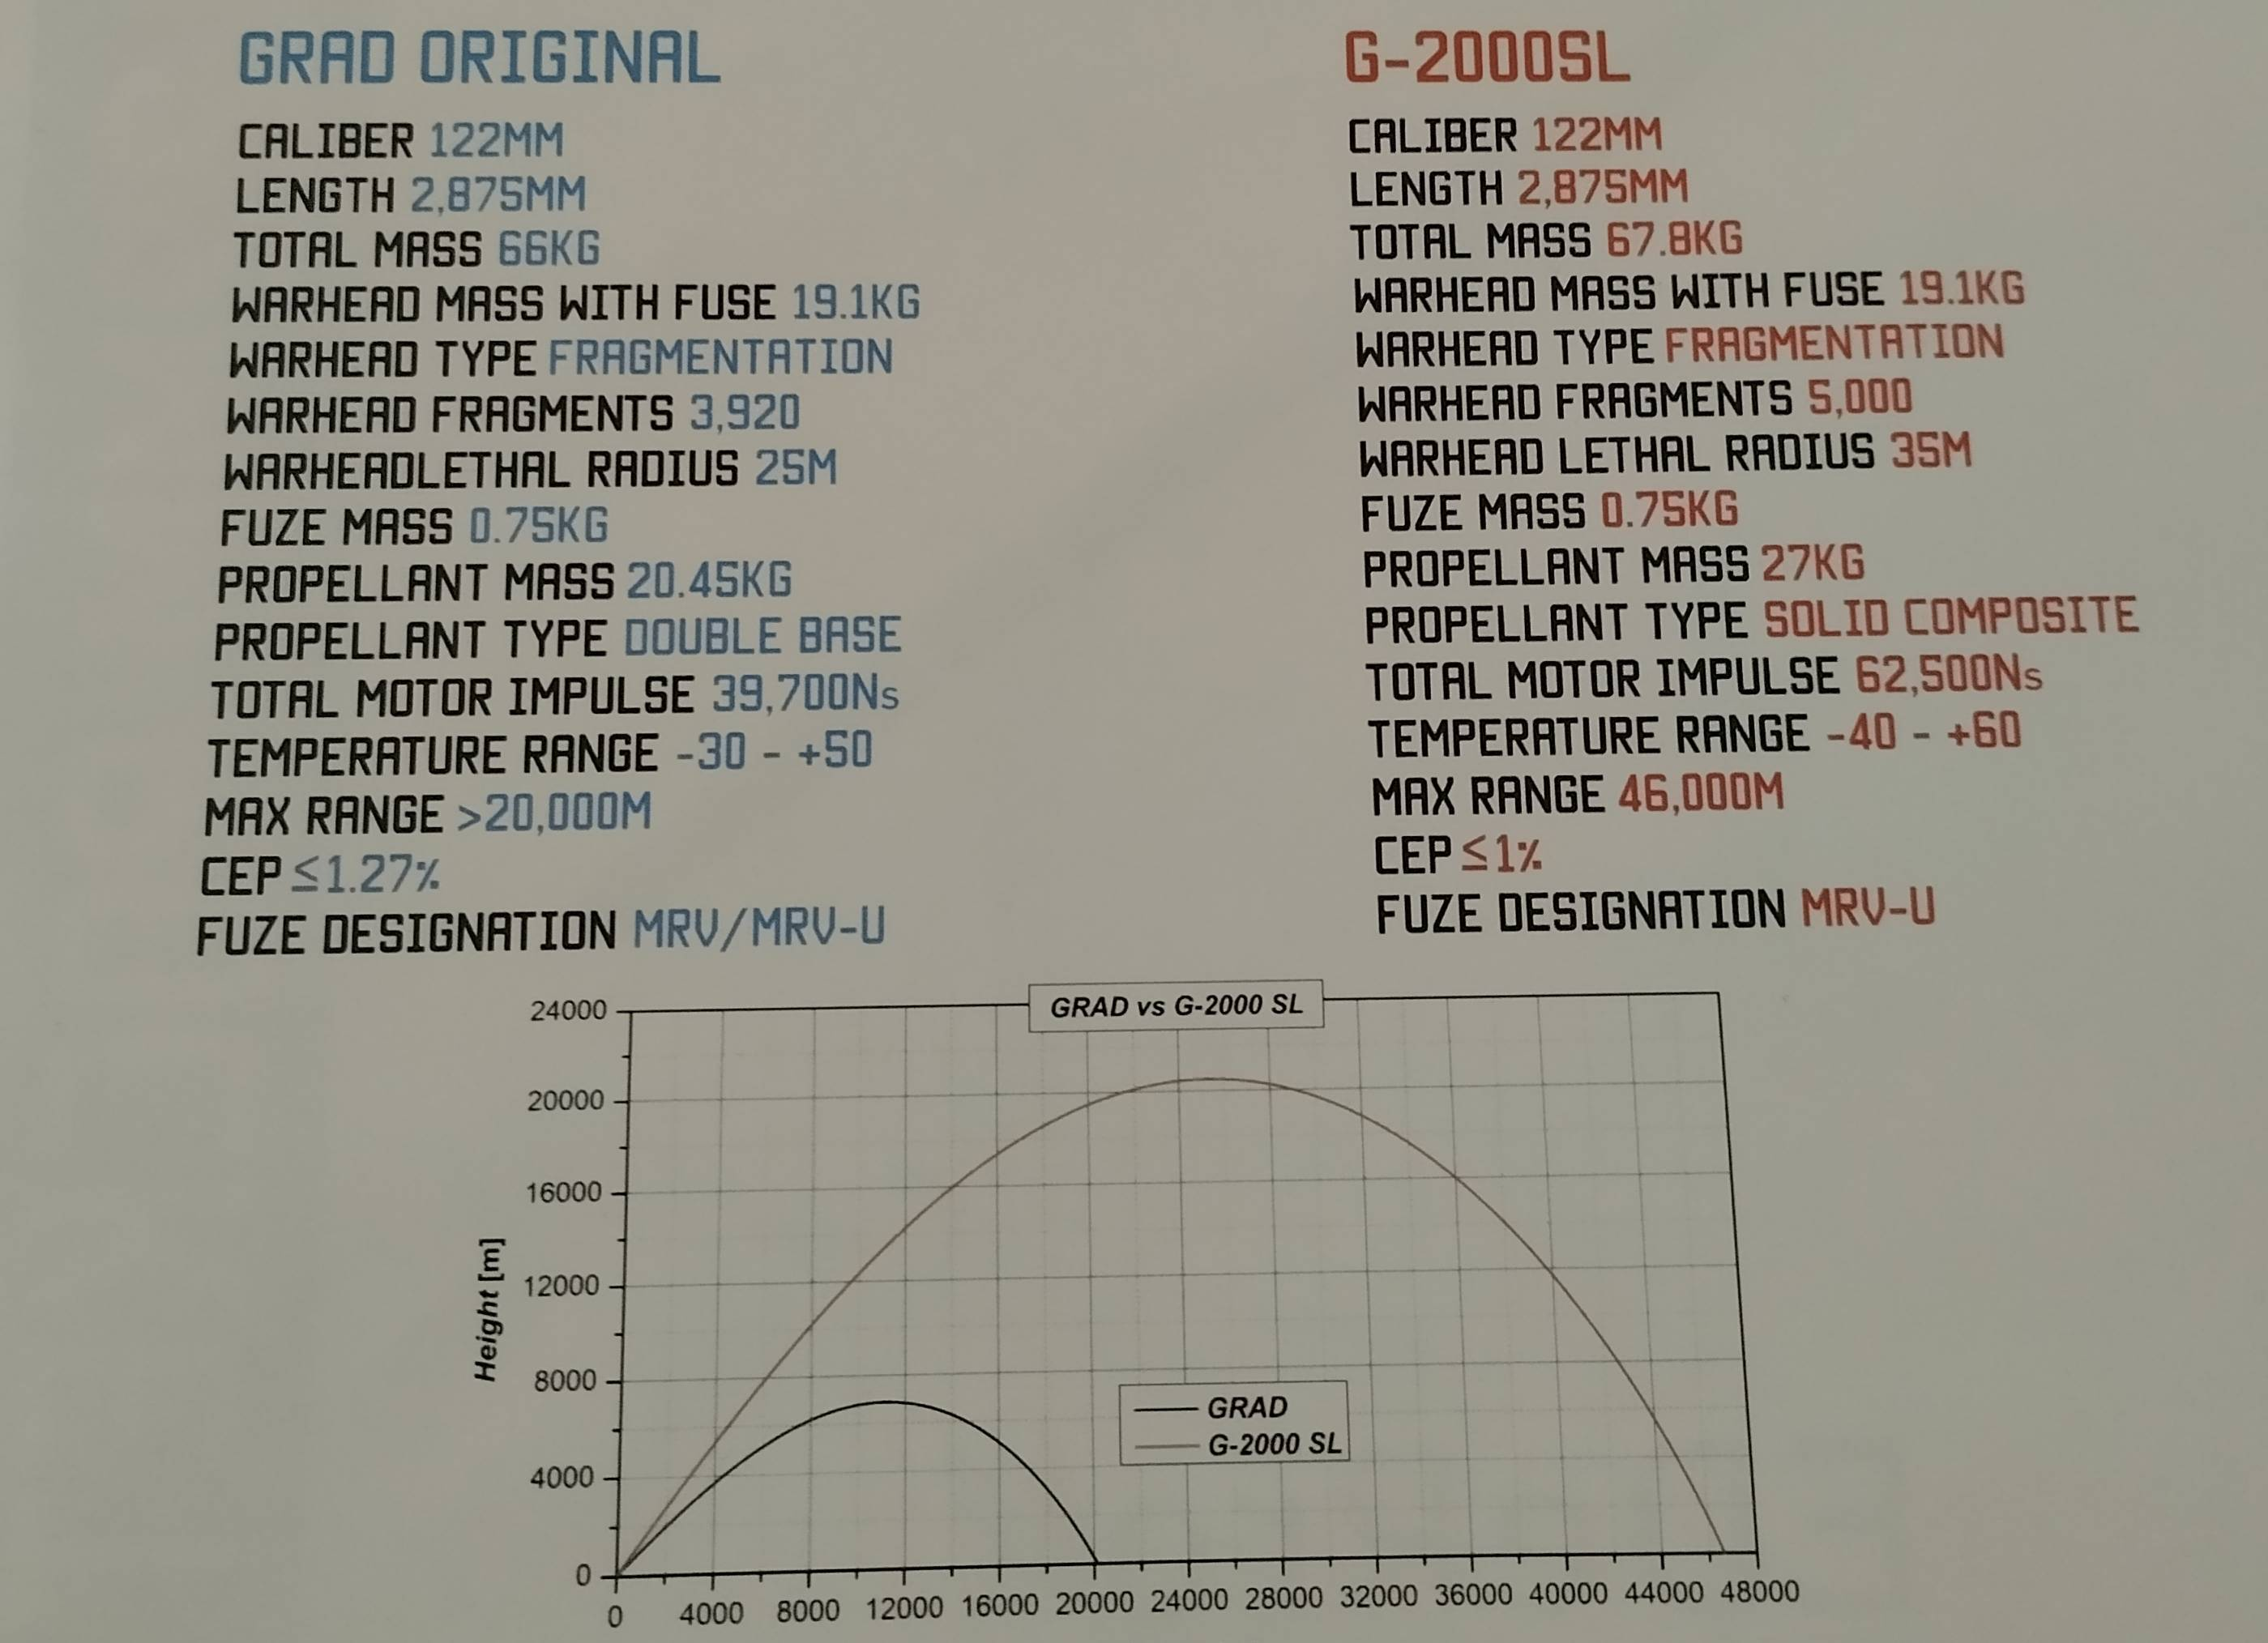 GRAD ORIGINAL
CALIBER 122MM
LENGTH 2,875MM
TOTAL MASS 66KG
WARHEAD MASS WITH FUSE 19.1KG
WARHEAD TYPE FRAGMENTATION
WARHEAD FRAGMENTS 3,920
WARHEADLETHAL RADIUS 25M
FUZE MASS 0.75KG
PROPELLANT MASS 20.45KG
PROPELLANT TYPE DOUBLE BASE
TOTAL MOTOR IMPULSE 39,700Ns
TEMPERATURE RANGE -30 - +50
MAX RANGE >20,000M
CEP ≤1.27%
FUZE DESIGNATION MRV/MRV-U
G-2000SL
CALIBER 122MM
LENGTH 2,875MM
TOTAL MASS 67.8KG
WARHEAD MASS WITH FUSE 19.1KG
WARHEAD TYPE FRAGMENTATION
WARHEAD FRAGMENTS 5,000
WARHEAD LETHAL RADIUS 35M
FUZE MASS 0.75KG
PROPELLANT MASS 27KG
PROPELLANT TYPE SOLID COMPOSITE
TOTAL MOTOR IMPULSE 62,500Ns
TEMPERATURE RANGE -40 - +60
MAX RANGE 46,000M
CEP ≤1%
FUZE DESIGNATION MRV-U
GRAD vs G-2000 SL
24000
20000
16000
12000
8000
4000
0
Height [m]
GRAD
G-2000 SL
0 4000 8000 12000 16000 20000 24000 28000 32000 36000 40000 44000 48000